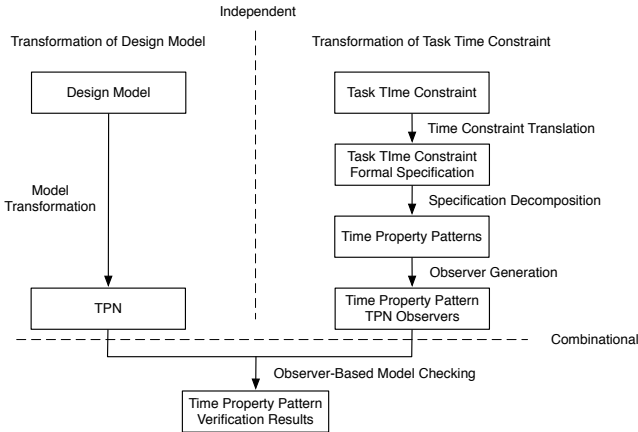 Independent
Transformation of Design Model
Transformation of Task Time Constraint
Design Model
Task TIme Constraint
Time Constraint Translation
Task TIme Constraint
Formal Specification
Model
Transformation
Specification Decomposition
Time Property Patterns
Observer Generation
TPN
Time Property Pattern
TPN Observers
Combinational
Observer-Based Model Checking
Time Property Pattern
Verification Results